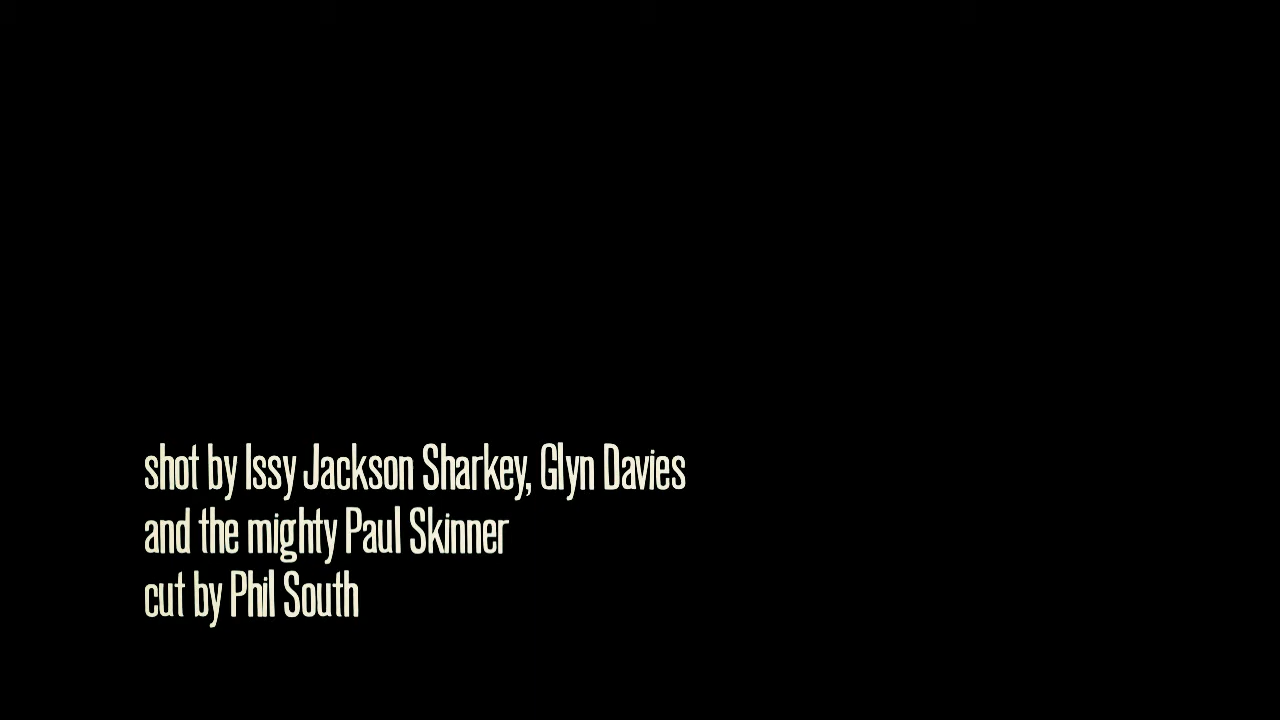 shot by Issy Jackson Sharkey, Glyn Davies
and the mighty Paul Skinner
cut by Phil South